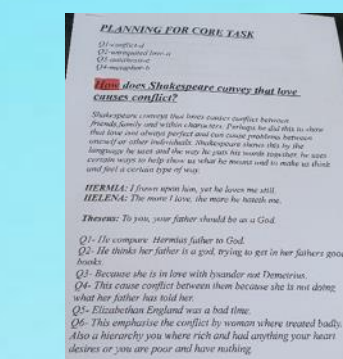 PLANNING FOR CORE TASK
Q1-conflict-d
Q2-unrequited love-a
Q3-antithesis-c
Q4-metaphor-b
How does Shakespeare convey that love
causes conflict?
Shakespeare conveys that loves causes conflict between
friends, family and within characters. Perhaps he did this to show
that love isnt always perfect and can cause problems between
oneself or other individuals. Shakespeare shows this by the
language he uses and the way he puts his words together, he uses
certain ways to help show us what he means and to make us think
and feel a certain type of way.
HERMIA: I frown upon him, yet he loves me still.
HELENA: The more I love, the more he hateth me.
Theseus: To you, your father should be as a God.
Q1- He compare Hermias father to God.
Q2- He thinks her father is a god, trying to get in her fathers good
books.
Q3- Because she is in love with lysander not Demetrius.
Q4- This cause conflict between them because she is not doing
what her father has told her.
Q5- Elizabethan England was a bad time.
Q6- This emphasise the conflict by woman where treated badly.
Also a hierarchy you where rich and had anything your heart
desires or you are poor and have nothing